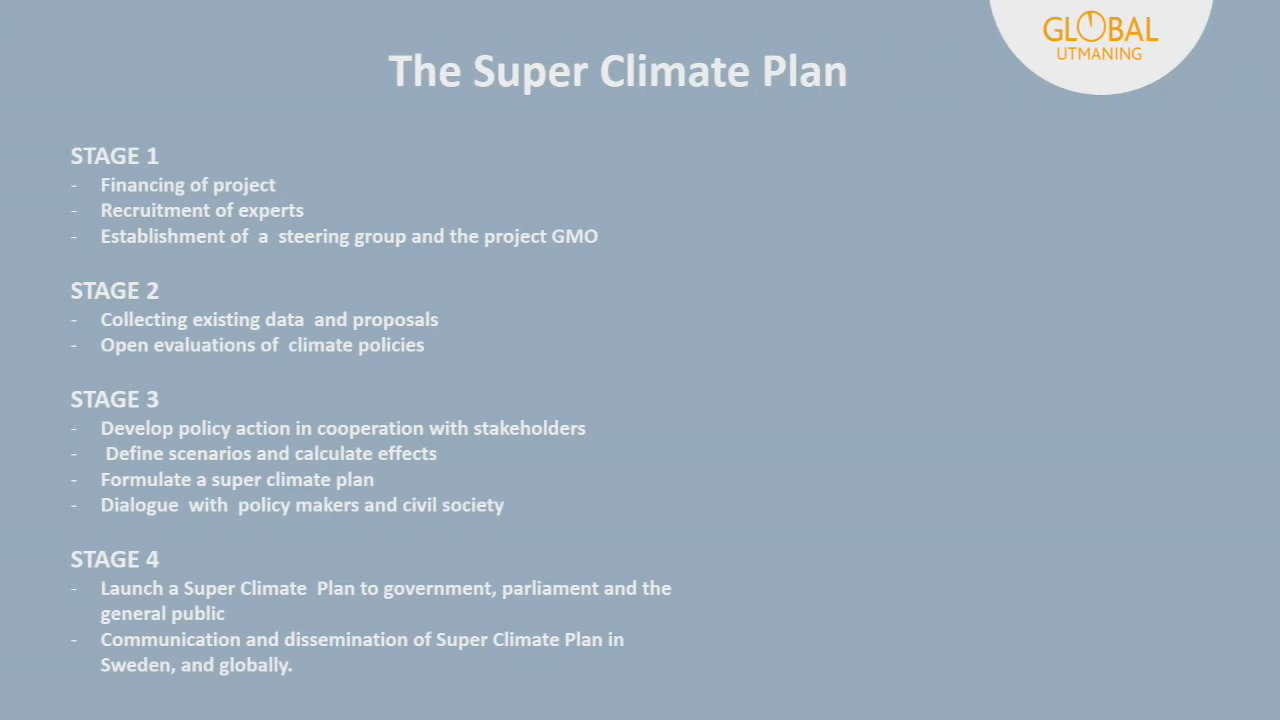 GLOBAL
UTMANING
The Super Climate Plan
STAGE 1
- Financing of project
- Recruitment of experts
- Establishment of a steering group and the project GMO
STAGE 2
- Collecting existing data and proposals
- Open evaluations of climate policies
STAGE 3
- Develop policy action in cooperation with stakeholders
- Define scenarios and calculate effects
- Formulate a super climate plan
- Dialogue with policy makers and civil society
STAGE 4
- Launch a Super Climate Plan to government, parliament and the
general public
- Communication and dissemination of Super Climate Plan in
Sweden, and globally.